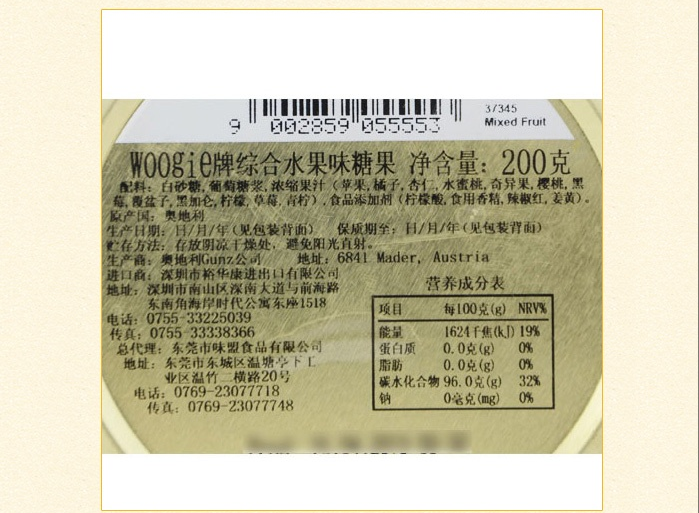 9 002859 055553
37345
Mixed Fruit
Woogie牌综合水果味糖果 净含量：200克
配料：白砂糖,葡萄糖浆,浓缩果汁（苹果,橘子,杏仁,水蜜桃,奇异果,樱桃,黑
莓,覆盆子,黑加仑,柠檬,草莓,青柠）,食品添加剂（柠檬酸,食用香精,辣椒红,姜黄）。
原产国：奥地利
生产日期：日/月/年（见包装背面） 保质期至：日/月/年（见包装背面）
贮存方法：存放阴凉干燥处，避免阳光直射。
生产商：奥地利Gunz公司 地址：6841 Mader, Austria
进口商：深圳市裕华康进出口有限公司
地址：深圳市南山区深南大道与前海路
东南角海岸时代公寓东座1518
电话：0755-33225039
传真：0755-33338366
总代理：东莞市味盟食品有限公司
地址：东莞市东城区温塘亭下工
业区温竹二横路20号
电话：0769-23077718
传真：0769-23077748
营养成分表
项目 每100克(g) NRV%
能量 1624千焦(kJ) 19%
蛋白质 0.0克(g) 0%
脂肪 0.0克(g) 0%
碳水化合物 96.0克(g) 32%
钠 0毫克(mg) 0%